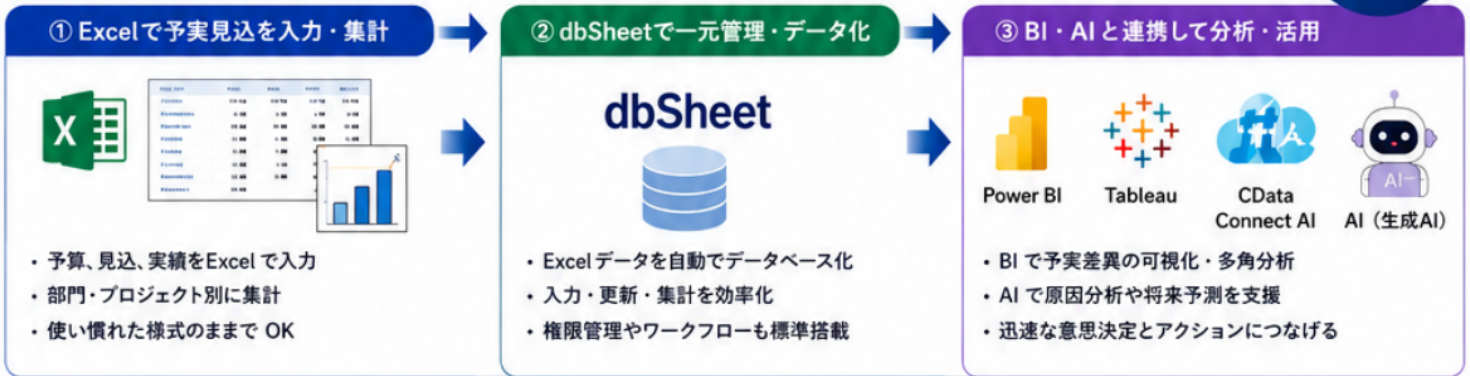 ① Excelで予実見込を入力・集計
X
・予算、見込、実績をExcel で入力
・部門・プロジェクト別に集計
・使い慣れた様式のままで OK
② dbSheetで一元管理・データ化
dbSheet
・Excelデータを自動でデータベース化
・入力・更新・集計を効率化
・権限管理やワークフローも標準搭載
③ BI・AIと連携して分析・活用
Power BI
Tableau
CData
Connect AI
AI
AI（生成AI）
・BI で予実差異の可視化・多角分析
・AI で原因分析や将来予測を支援
・迅速な意思決定とアクションにつなげる